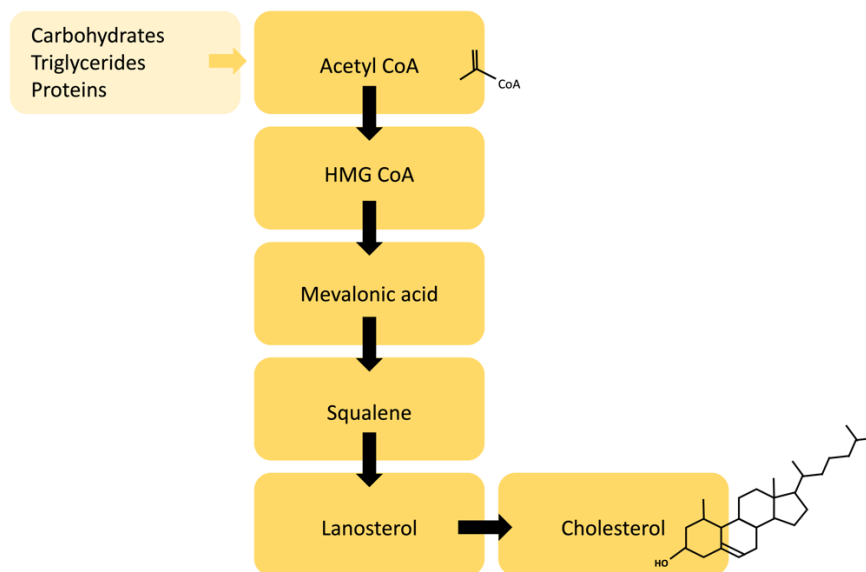 Carbohydrates
Triglycerides
Proteins
Acetyl CoA
CoA
HMG CoA
Mevalonic acid
Squalene
Lanosterol
Cholesterol
HO